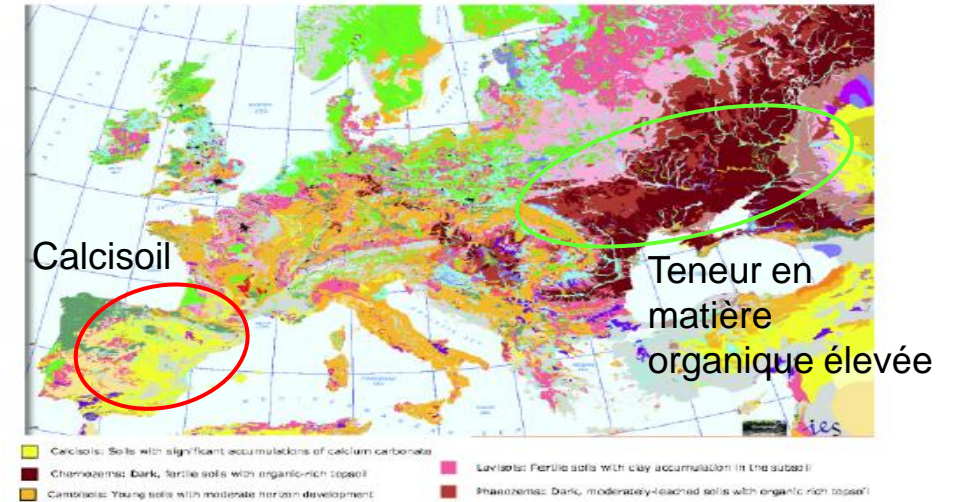 Calcisoil
Teneur en
matière
organique élevée
ies
Calcisols: Soils with significant accumulations of calcium carbonate
Chernozems: Dark, fertile soils with organic-rich topsoil
Cambisols: Young soils with moderate horizon development
Luvisols: Fertile soils with clay accumulation in the subsoil
Phaeozems: Dark, moderately-leached soils with organic rich topsoil